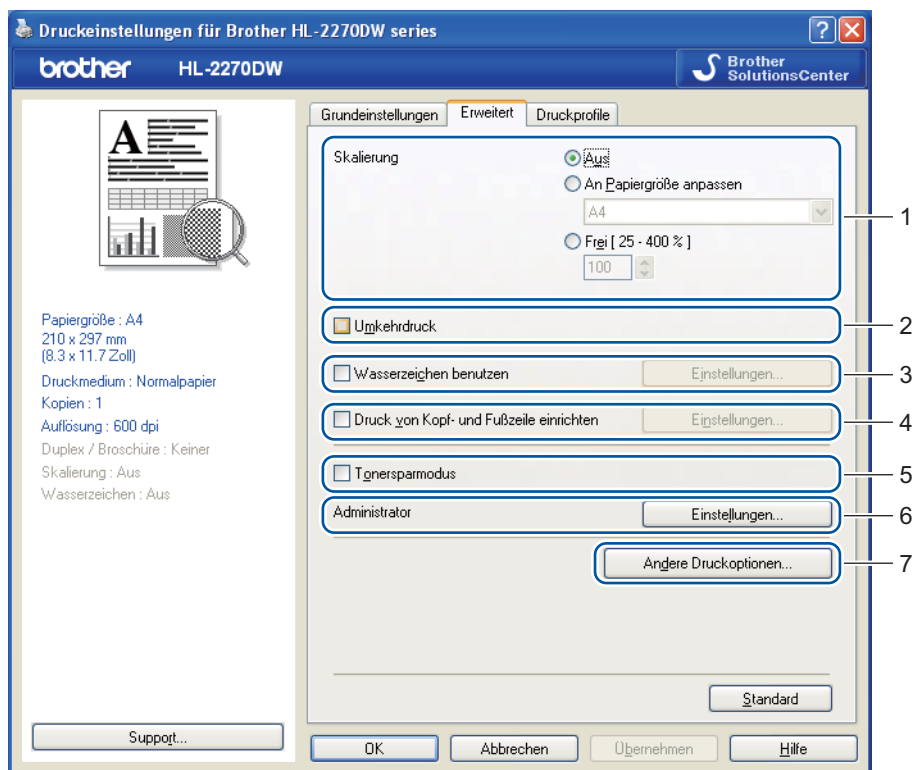 Druckeinstellungen für Brother HL-2270DW series
brother HL-2270DW
Brother
SolutionsCenter
Grundeinstellungen Erweitert Druckprofile
A
Skalierung
Aus
An Papiergröße anpassen
A4
Frei [ 25 - 400 % ]
100
1
Umkehrdruck
2
Wasserzeichen benutzen Einstellungen...
3
Druck von Kopf- und Fußzeile einrichten Einstellungen...
4
Tonersparmodus
5
Administrator Einstellungen...
6
Andere Druckoptionen...
7
Papiergröße : A4
210 x 297 mm
(8.3 x 11.7 Zoll)
Druckmedium : Normalpapier
Kopien : 1
Auflösung : 600 dpi
Duplex / Broschüre : Keiner
Skalierung : Aus
Wasserzeichen : Aus
Standard
Support...
OK Abbrechen Übernehmen Hilfe